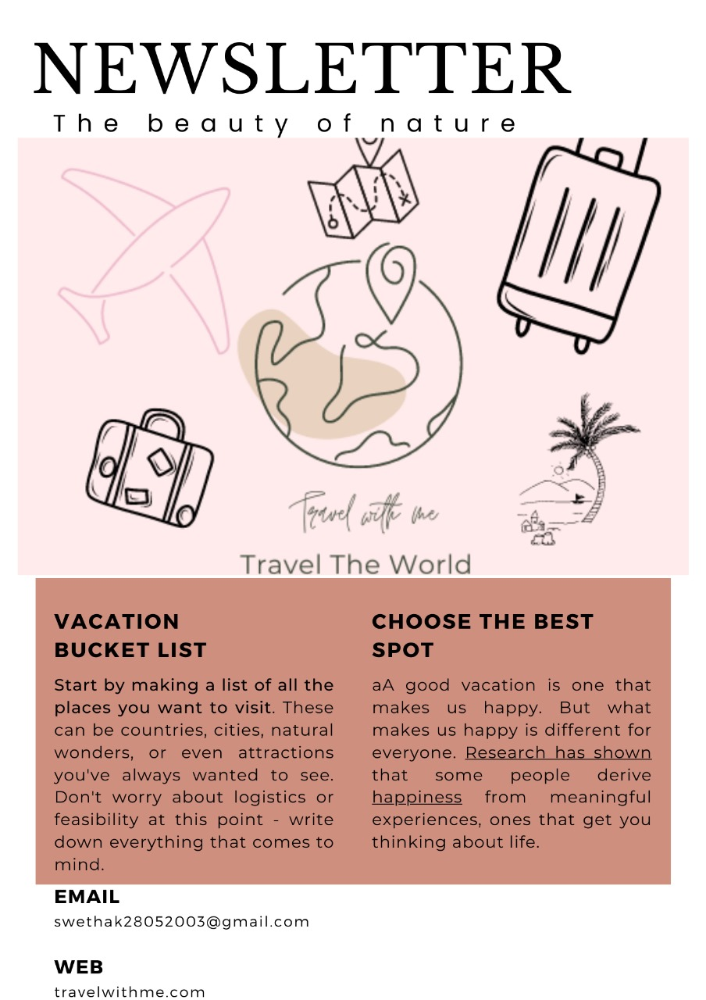 NEWSLETTER
The beauty of nature
Travel with me
Travel The World
VACATION
BUCKET LIST
Start by making a list of all the
places you want to visit. These
can be countries, cities, natural
wonders, or even attractions
you've always wanted to see.
Don't worry about logistics or
feasibility at this point - write
down everything that comes to
mind.
CHOOSE THE BEST
SPOT
aA good vacation is one that
makes us happy. But what
makes us happy is different for
everyone. Research has shown
that some people derive
happiness from meaningful
experiences, ones that get you
thinking about life.
EMAIL
swethak28052003@gmail.com
WEB
travelwithme.com